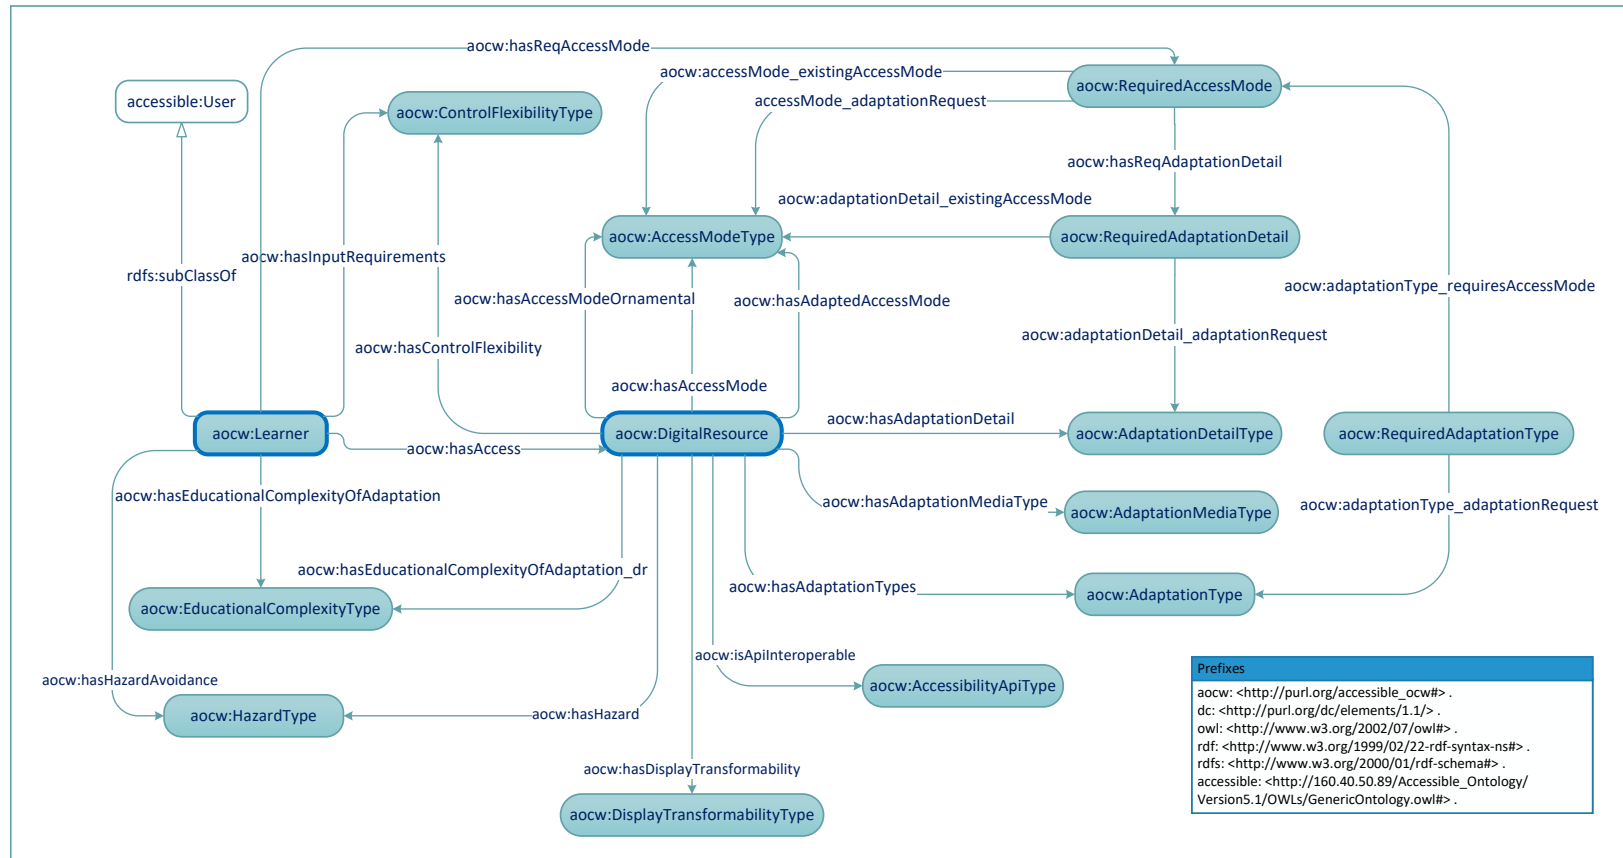 aocw:hasReqAccessMode
aocw:accessMode_existingAccessMode
aocw:RequiredAccessMode
accessible:User
aocw:ControlFlexibilityType
accessMode_adaptationRequest
aocw:hasReqAdaptationDetail
aocw:adaptationDetail_existingAccessMode
aocw:AccessModeType
aocw:RequiredAdaptationDetail
aocw:hasInputRequirements
rdfs:subClassOf
aocw:hasAccessModeOrnamental
aocw:hasAdaptedAccessMode
aocw:adaptationType_requiresAccessMode
aocw:adaptationDetail_adaptationRequest
aocw:hasControlFlexibility
aocw:hasAccessMode
aocw:hasAdaptationDetail
aocw:Learner
aocw:DigitalResource
aocw:AdaptationDetailType
aocw:RequiredAdaptationType
aocw:hasAccess
aocw:hasEducationalComplexityOfAdaptation
aocw:hasAdaptationMediaType
aocw:AdaptationMediaType
aocw:adaptationType_adaptationRequest
aocw:hasEducationalComplexityOfAdaptation_dr
aocw:hasAdaptationTypes
aocw:AdaptationType
aocw:EducationalComplexityType
aocw:isApiInteroperable
aocw:hasHazardAvoidance
aocw:AccessibilityApiType
aocw:HazardType
aocw:hasHazard
aocw:hasDisplayTransformability
aocw:DisplayTransformabilityType
Prefixes
aocw: <http://purl.org/accessible_ocw#> .
dc: <http://purl.org/dc/elements/1.1/> .
owl: <http://www.w3.org/2002/07/owl#> .
rdf: <http://www.w3.org/1999/02/22-rdf-syntax-ns#> .
rdfs: <http://www.w3.org/2000/01/rdf-schema#> .
accessible: <http://160.40.50.89/Accessible_Ontology/
Version5.1/OWLs/GenericOntology.owl#> .